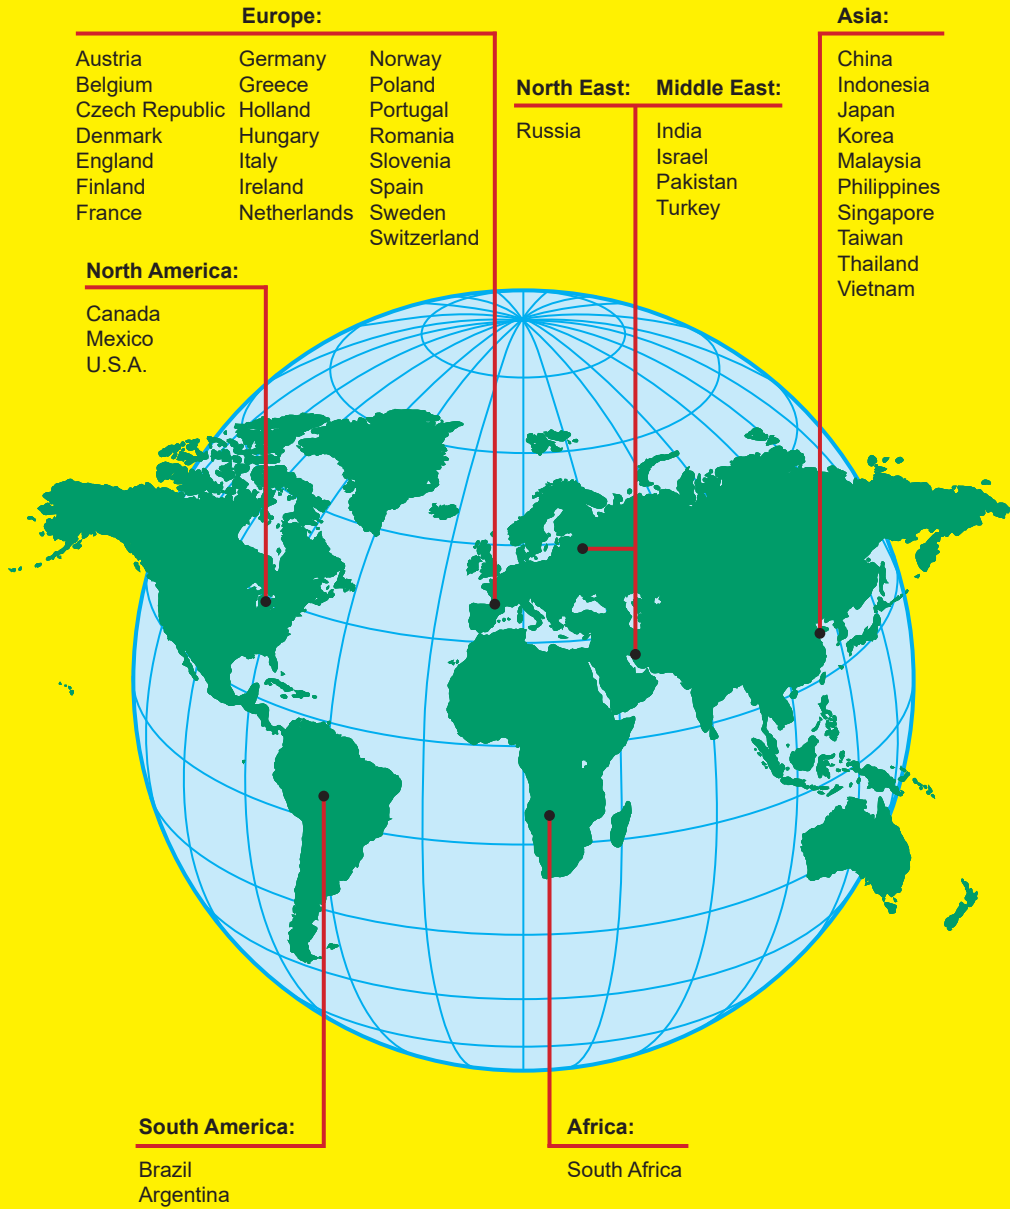 Europe:
Austria
Belgium
Czech Republic
Denmark
England
Finland
France
Germany
Greece
Holland
Hungary
Italy
Ireland
Netherlands
Norway
Poland
Portugal
Romania
Slovenia
Spain
Sweden
Switzerland
North East:
Russia
Middle East:
India
Israel
Pakistan
Turkey
Asia:
China
Indonesia
Japan
Korea
Malaysia
Philippines
Singapore
Taiwan
Thailand
Vietnam
North America:
Canada
Mexico
U.S.A.
South America:
Brazil
Argentina
Africa:
South Africa